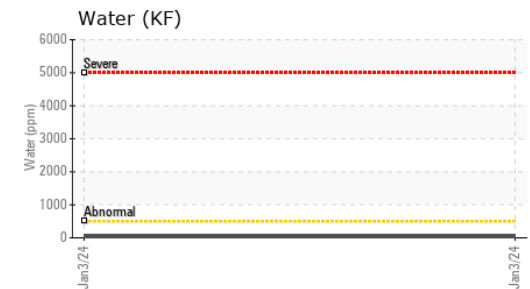 Water (KF)
6000
Severe
5000
4000
Water (ppm)
3000
2000
1000
Abnormal
0
Jan3/24
Jan3/24